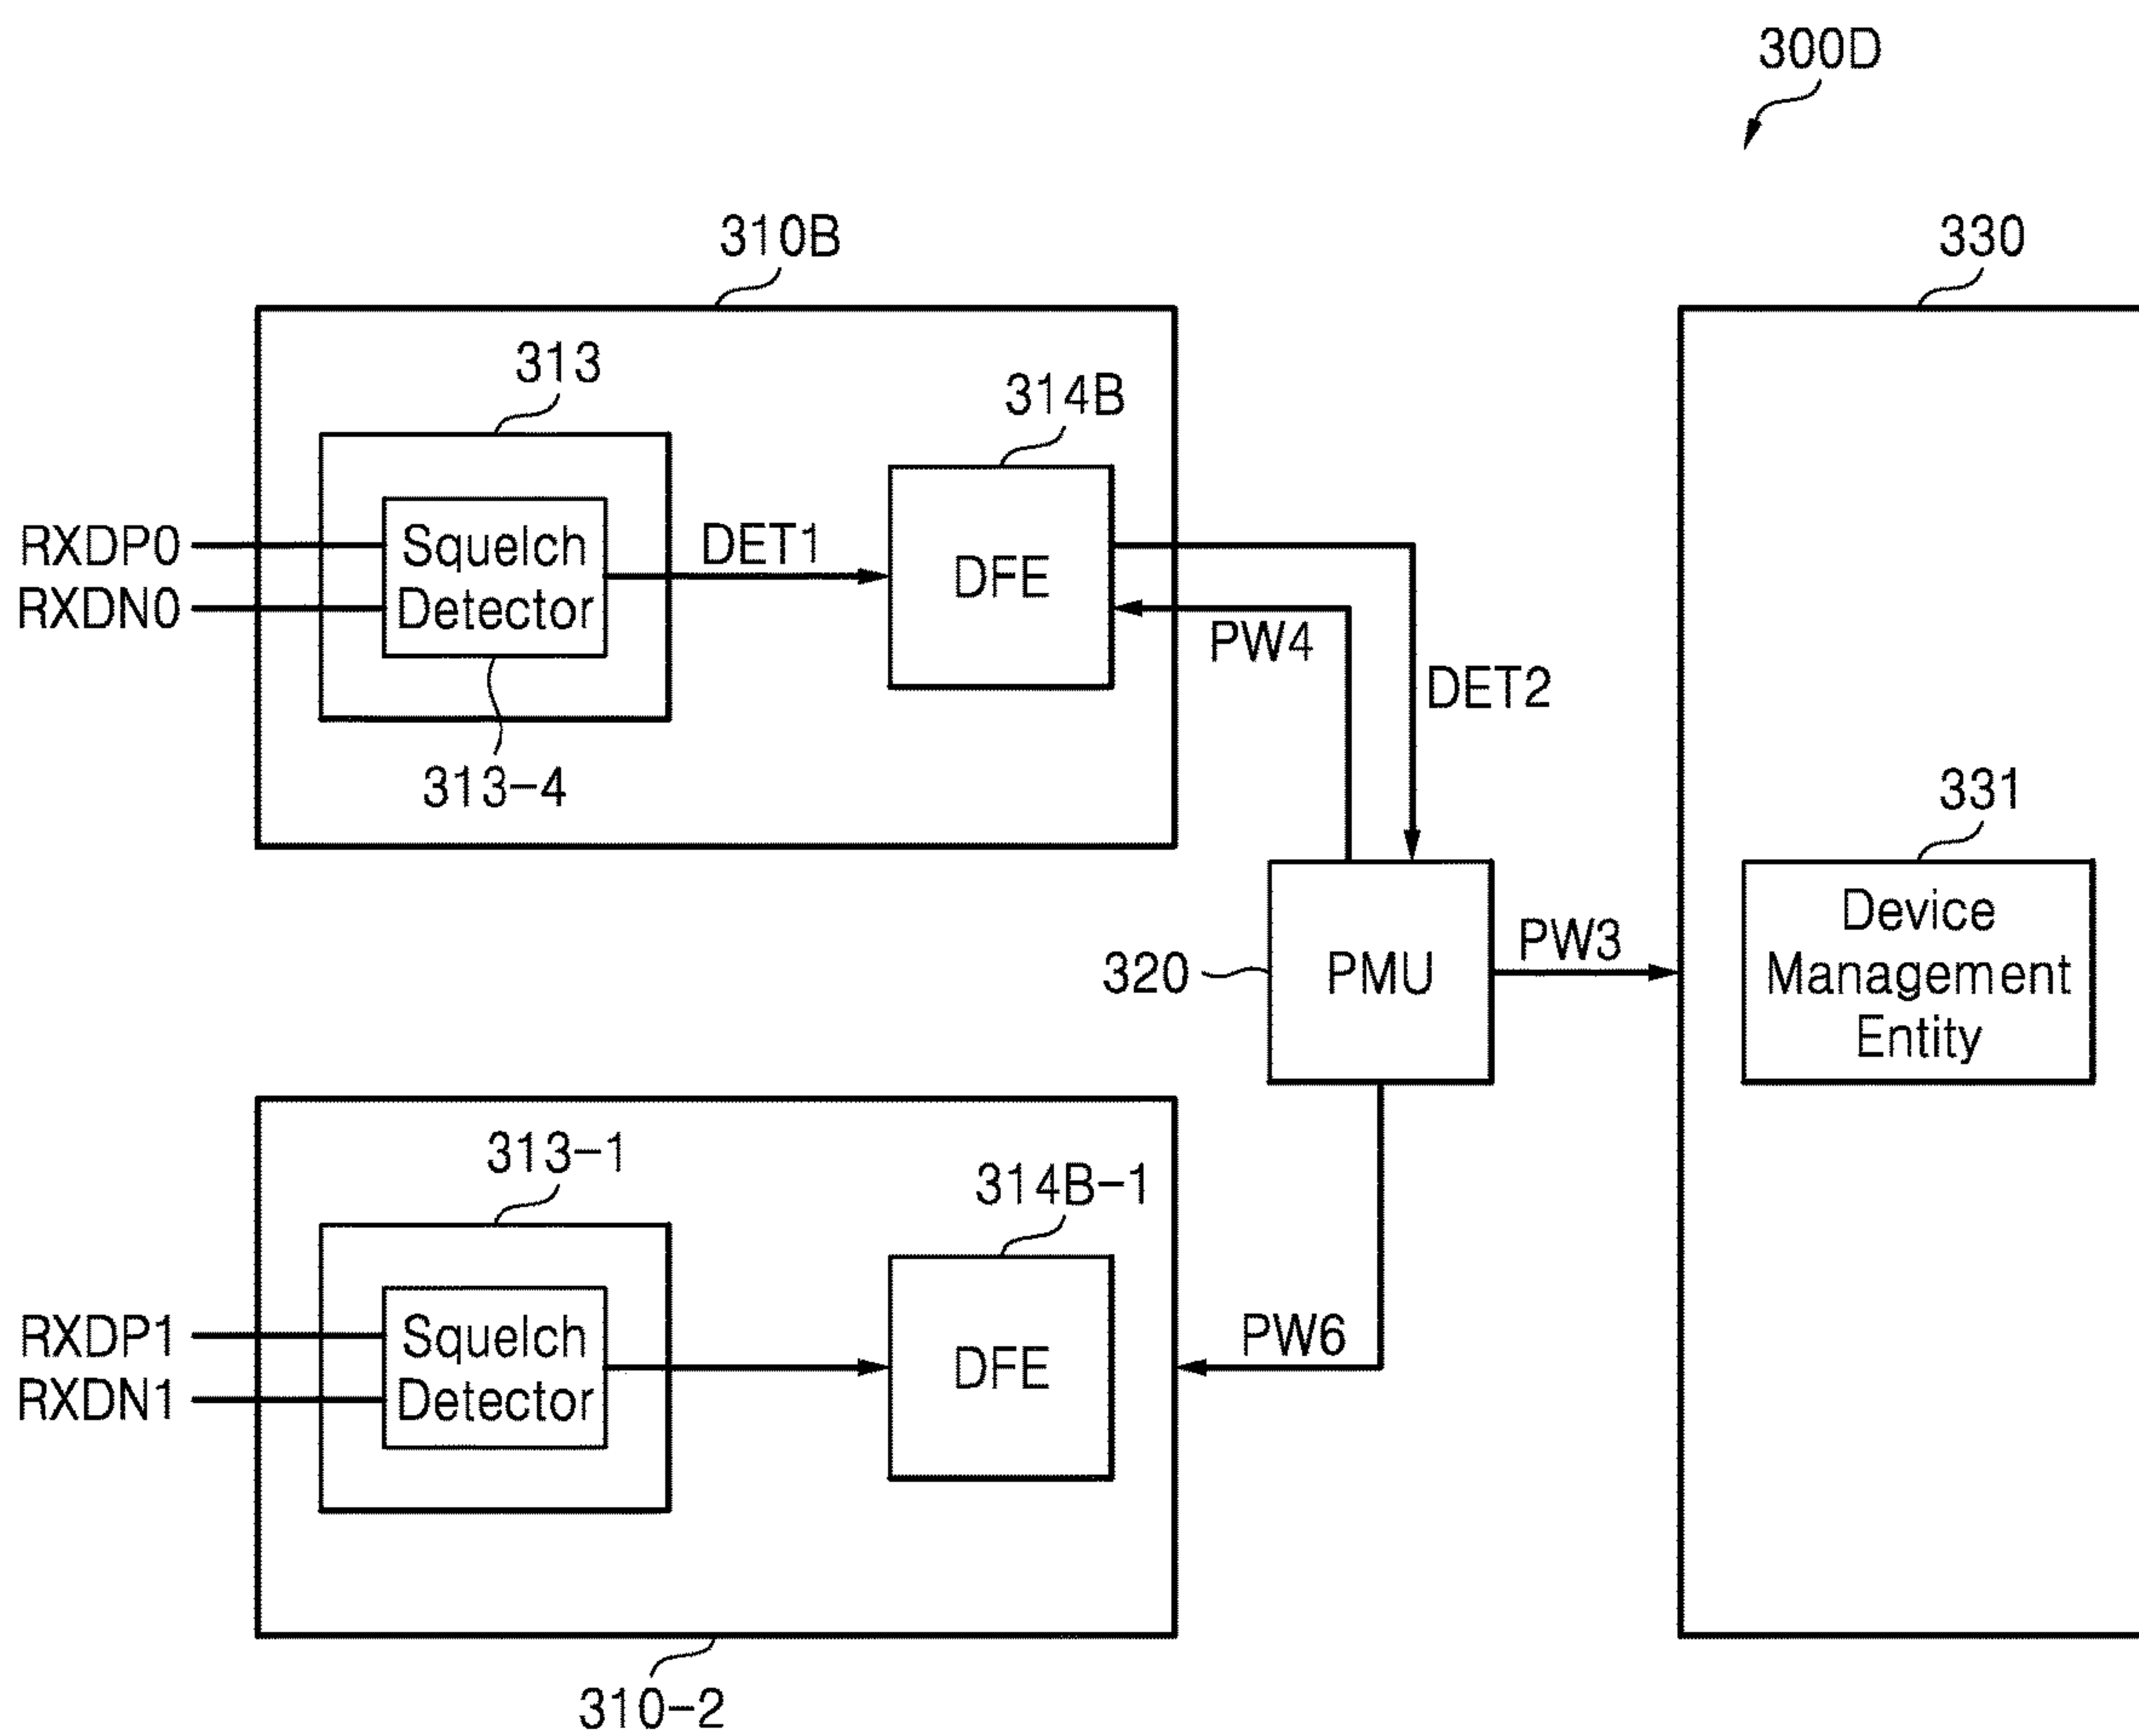 300D
310B
330
313
314B
RXDP0
RXDN0
Squelch
Detector
DET1
DFE
PW4
DET2
313-4
331
Device
Management
Entity
320
PMU
PW3
313-1
314B-1
RXDP1
RXDN1
Squelch
Detector
DFE
PW6
310-2